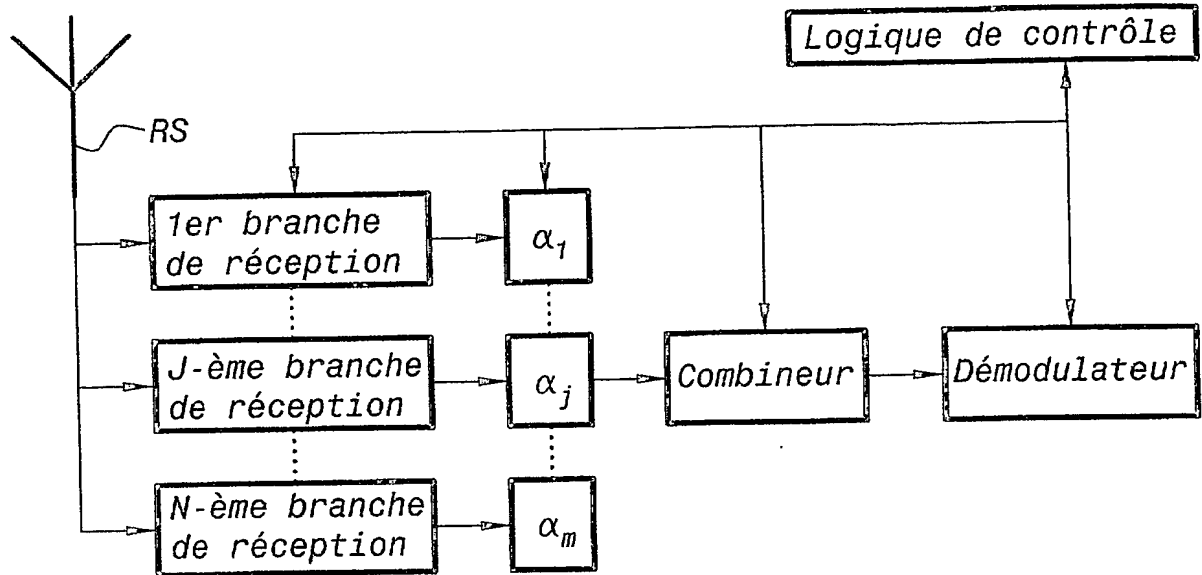 Logique de contrôle
RS
1er branche
de réception
α1
J-ème branche
de réception
αj
Combineur
Démodulateur
N-ème branche
de réception
αm